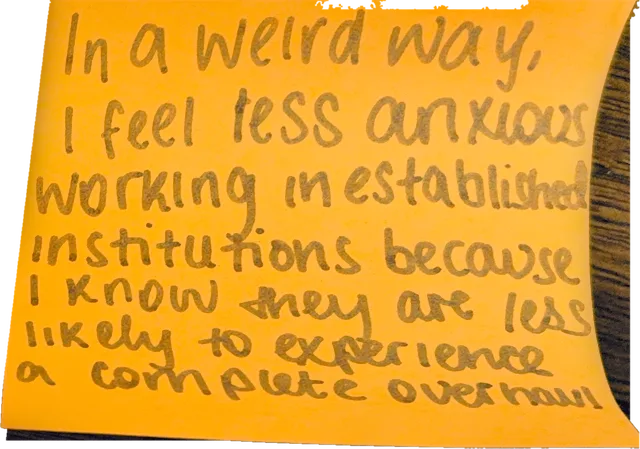 In a weird way,
I feel less anxious
working in established
institutions because
I know they are less
likely to experience
a complete overhaul